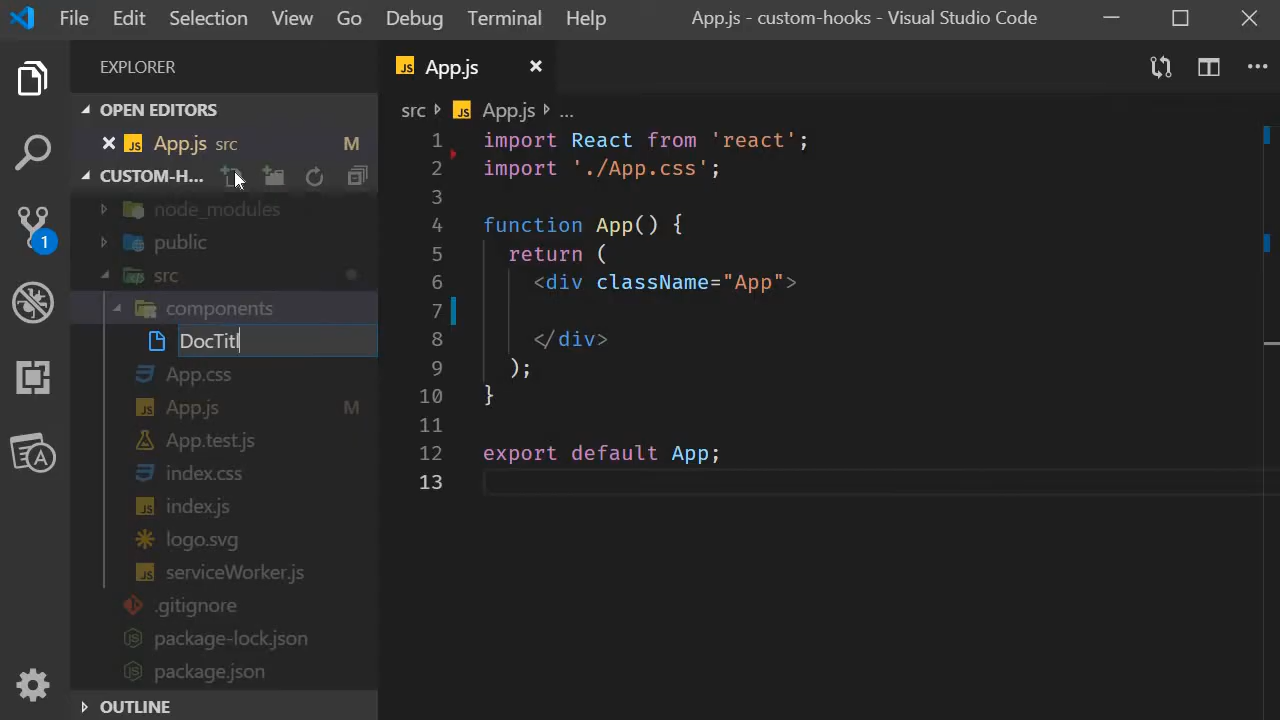 File Edit Selection View Go Debug Terminal Help App.js - custom-hooks - Visual Studio Code
EXPLORER
OPEN EDITORS
App.js src M
CUSTOM-H...
node_modules
public
src
components
DocTitl
App.css
App.js M
App.test.js
index.css
index.js
logo.svg
serviceWorker.js
.gitignore
package-lock.json
package.json
OUTLINE
1
App.js
src App.js ...
1 import React from 'react';
2 import './App.css';
3
4 function App() {
5 return (
6 <div className="App">
7
8 </div>
9 );
10 }
11
12 export default App;
13